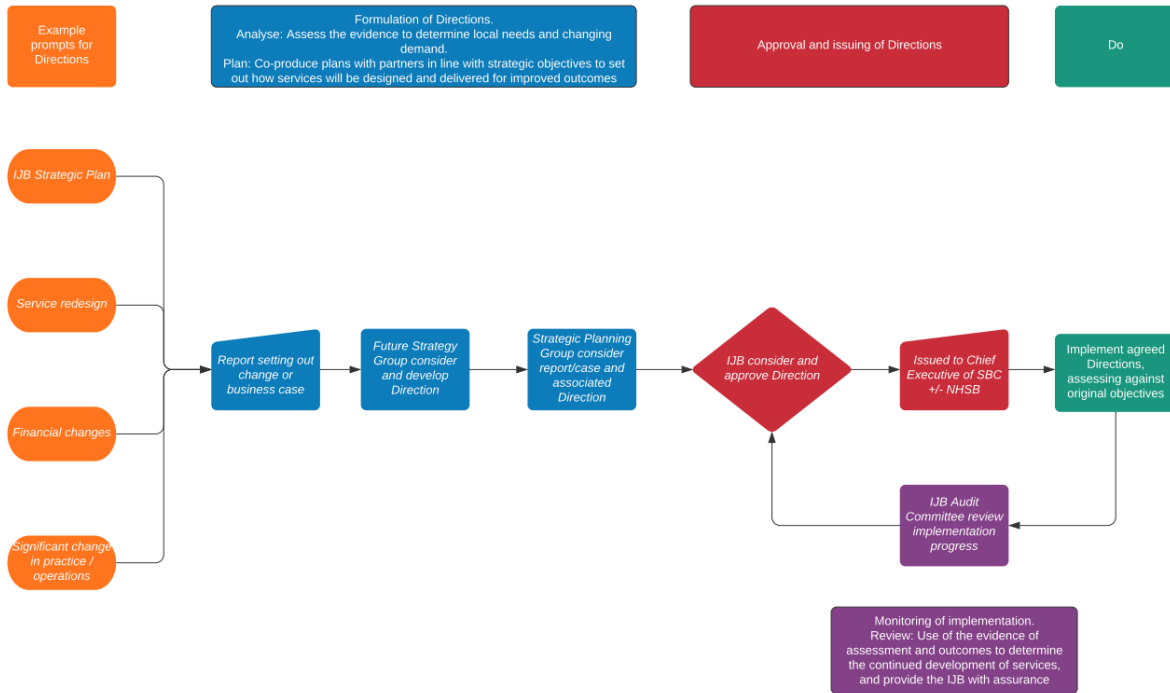 Example
prompts for
Directions
Formulation of Directions.
Analyse: Assess the evidence to determine local needs and changing
demand.
Plan: Co-produce plans with partners in line with strategic objectives to set
out how services will be designed and delivered for improved outcomes
Approval and issuing of Directions
Do
IJB Strategic Plan
Service redesign
Financial changes
Significant change
in practice /
operations
Report setting out
change or
business case
Future Strategy
Group consider
and develop
Direction
Strategic Planning
Group consider
report/case and
associated
Direction
IJB consider and
approve Direction
Issued to Chief
Executive of SBC
+/- NHSB
Implement agreed
Directions,
assessing against
original objectives
IJB Audit
Committee review
implementation
progress
Monitoring of implementation.
Review: Use of the evidence of
assessment and outcomes to determine
the continued development of services,
and provide the IJB with assurance